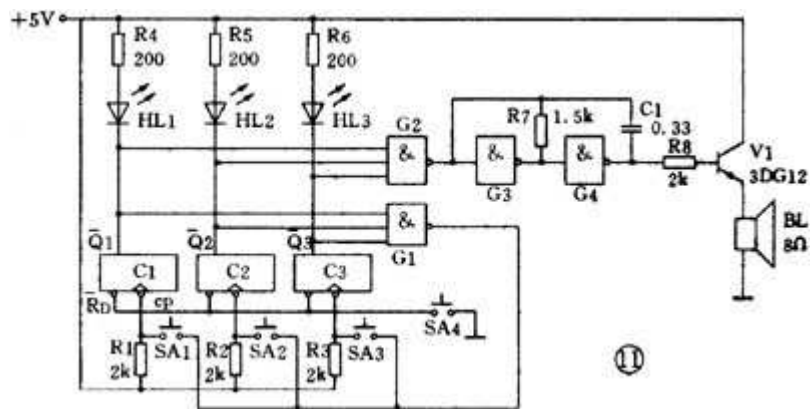 +5V
R4
200
R5
200
R6
200
HL1
HL2
HL3
G2
&
R7
1.5k
C1
0.33
&
G3
&
G4
R8
2k
V1
3DG12
BL
8Ω
&
G1
Q̄1
Q̄2
Q̄3
C1
C2
C3
R̄D
cp
SA4
SA1
SA2
SA3
R1
2k
R2
2k
R3
2k
11